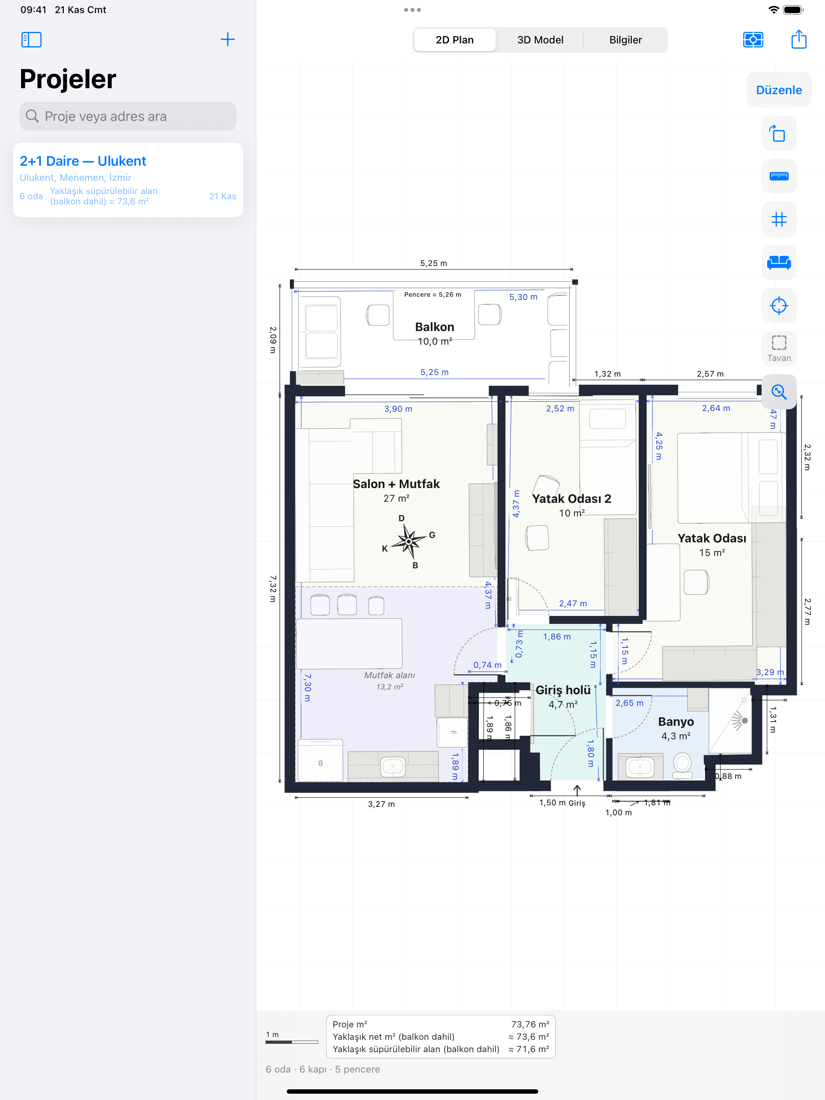 09:41 21 Kas Cmt
2D Plan
3D Model
Bilgiler
Projeler
Proje veya adres ara
2+1 Daire — Ulukent
Ulukent, Menemen, İzmir
6 oda
Yaklaşık süpürülebilir alan
(balkon dahil) ≈ 73,6 m²
21 Kas
Düzenle
Tavan
5,25 m
Pencere = 5,26 m
5,30 m
Balkon
10,0 m²
2,09 m
5,25 m
1,32 m
2,57 m
3,90 m
2,52 m
2,64 m
47 m
4,25 m
2,32 m
Salon + Mutfak
27 m²
4,37 m
Yatak Odası 2
10 m²
D
G
K
B
Yatak Odası
15 m²
7,32 m
4,37 m
2,47 m
2,77 m
0,73 m
1,86 m
1,15 m
1,15 m
0,74 m
Mutfak alanı
13,2 m²
3,29 m
7,30 m
Giriş holü
4,7 m²
0,76 m
2,65 m
1,89 m
1,86 m
F
Banyo
4,3 m²
1,31 m
B
1,89 m
1,80 m
0,88 m
3,27 m
1,50 m Giriş
1,81 m
1,00 m
1 m
Proje m² 73,76 m²
Yaklaşık net m² (balkon dahil) ≈ 73,6 m²
Yaklaşık süpürülebilir alan (balkon dahil) ≈ 71,6 m²
6 oda · 6 kapı · 5 pencere